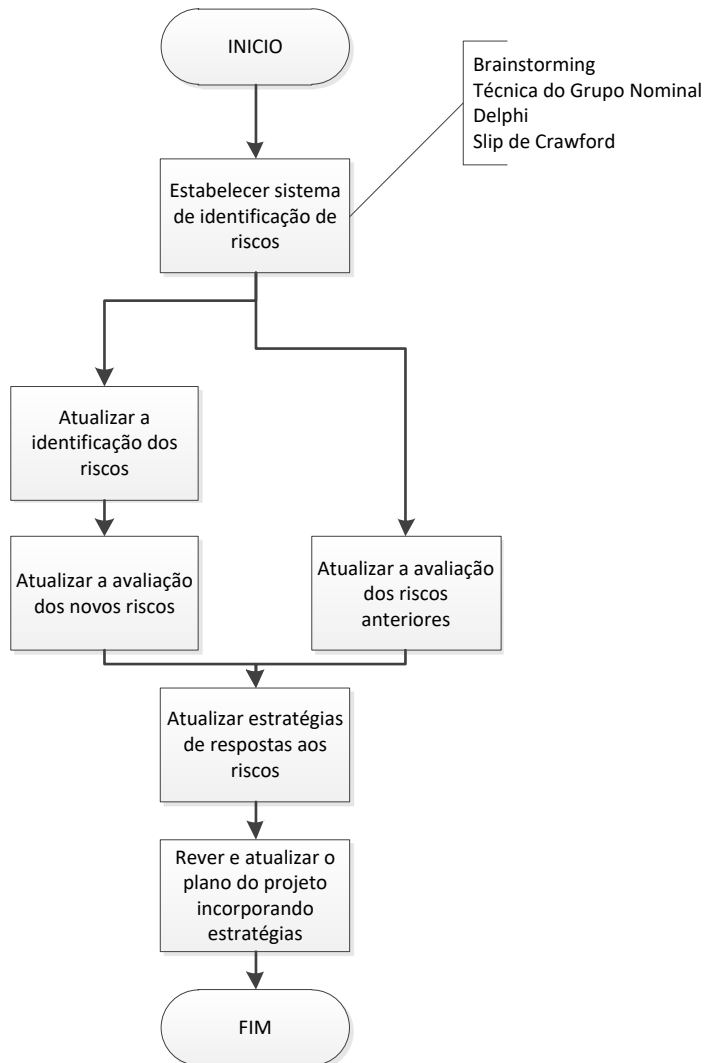 INICIO
Brainstorming
Técnica do Grupo Nominal
Delphi
Slip de Crawford
Estabelecer sistema
de identificação de
riscos
Atualizar a
identificação dos
riscos
Atualizar a avaliação
dos novos riscos
Atualizar a avaliação
dos riscos
anteriores
Atualizar estratégias
de respostas aos
riscos
Rever e atualizar o
plano do projeto
incorporando
estratégias
FIM